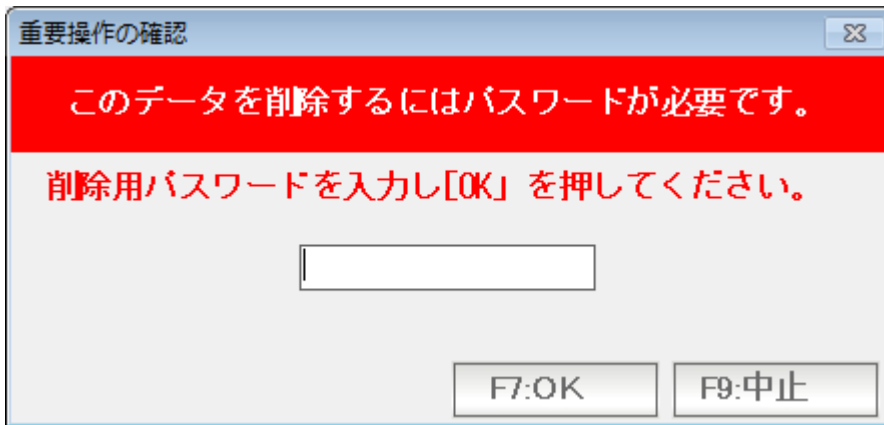 重要操作の確認
このデータを削除するにはパスワードが必要です。
削除用パスワードを入力し「OK」を押してください。
F7:OK
F9:中止